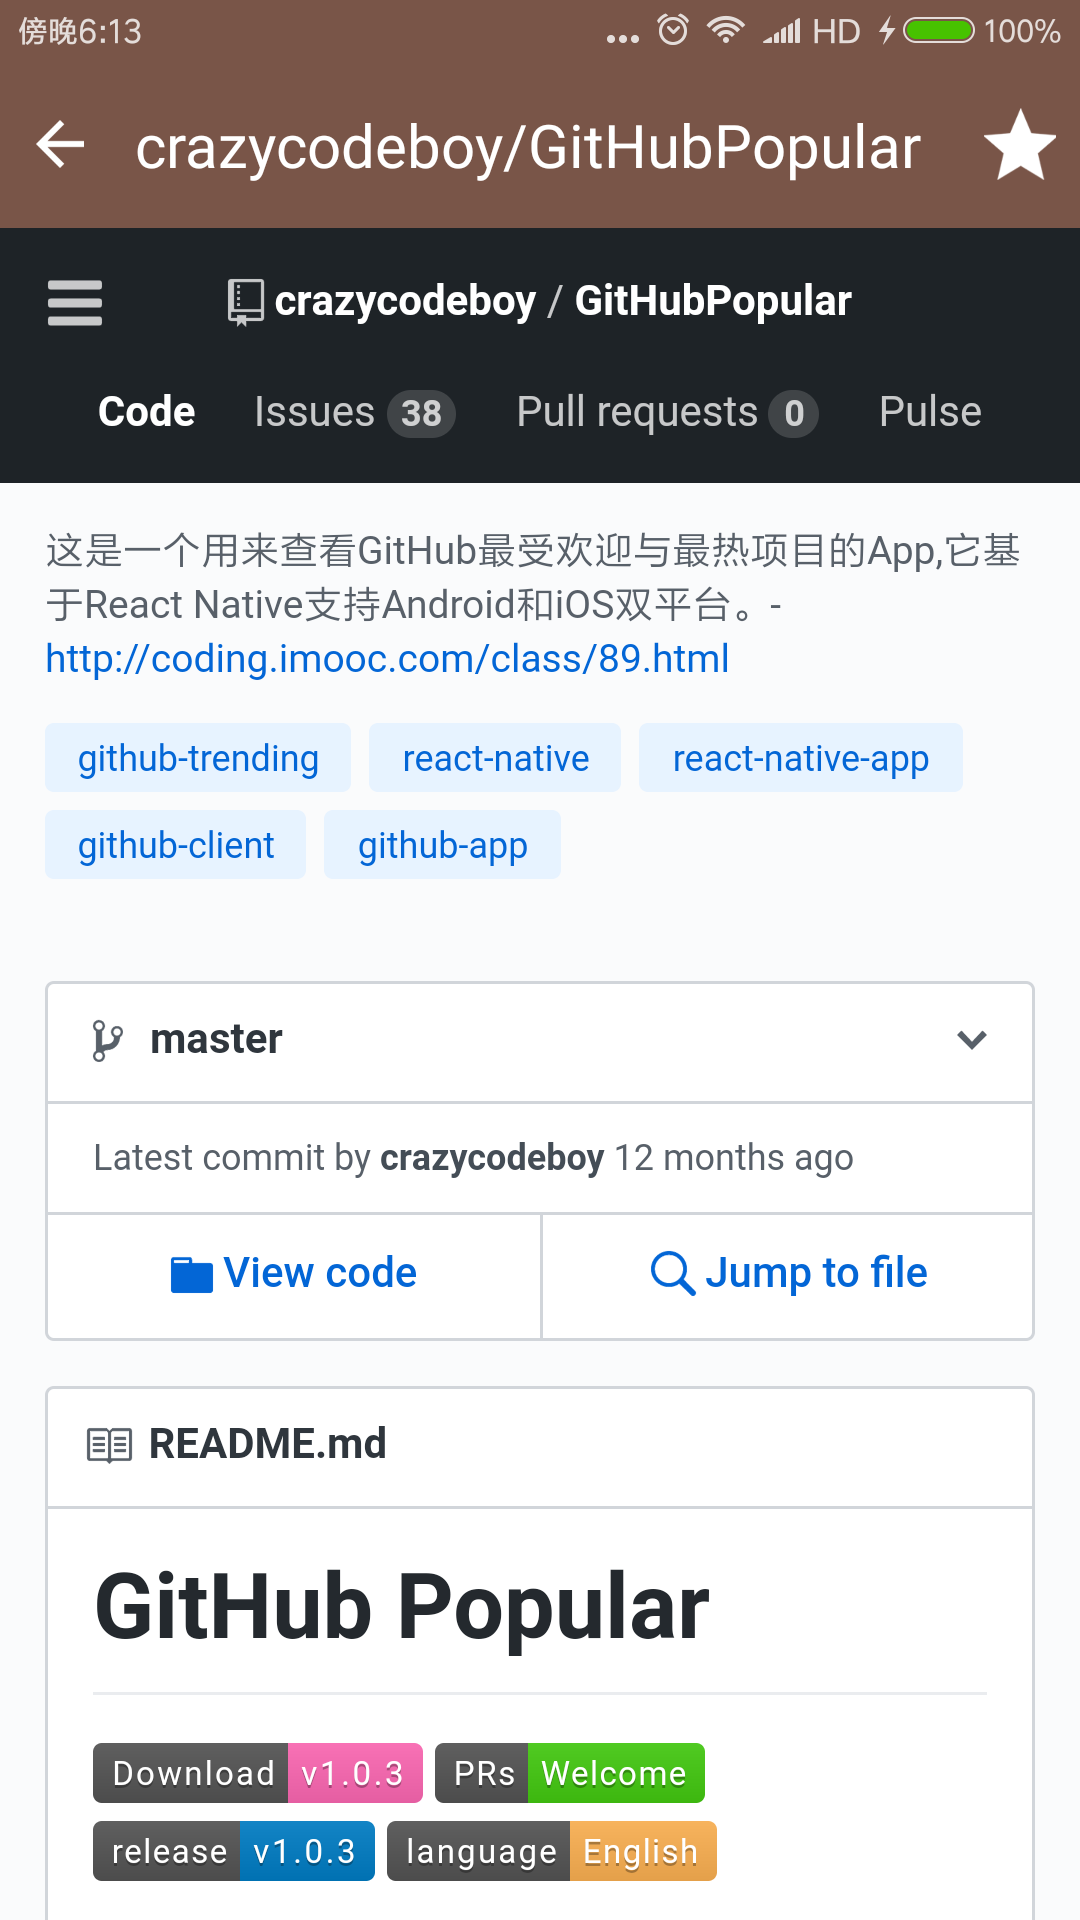 傍晚6:13
... HD 100%
crazycodeboy/GitHubPopular
crazycodeboy / GitHubPopular
Code Issues 38 Pull requests 0 Pulse
这是一个用来查看GitHub最受欢迎与最热项目的App,它基
于React Native支持Android和iOS双平台。-
http://coding.imooc.com/class/89.html
github-trending react-native react-native-app
github-client github-app
master
Latest commit by crazycodeboy 12 months ago
View code Jump to file
README.md
GitHub Popular
Download v1.0.3 PRs Welcome
release v1.0.3 language English